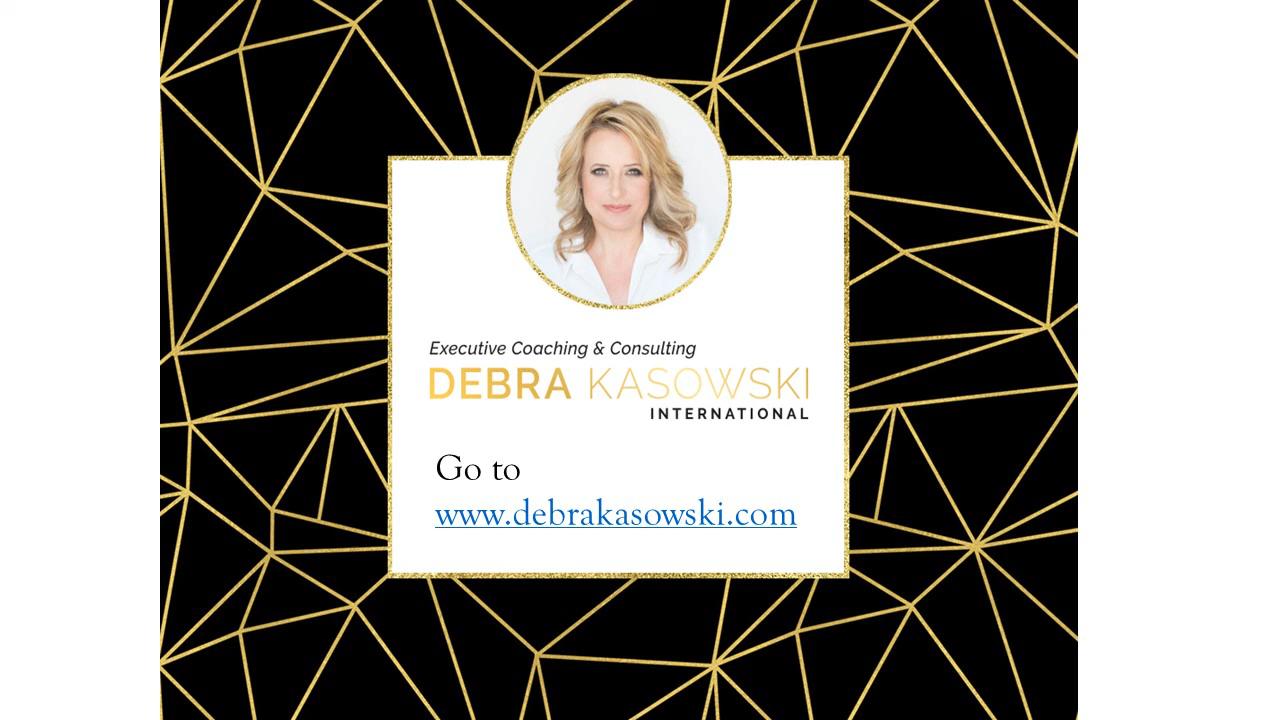 Executive Coaching & Consulting
DEBRA KASOWSKI
INTERNATIONAL
Go to
www.debrakasowski.com